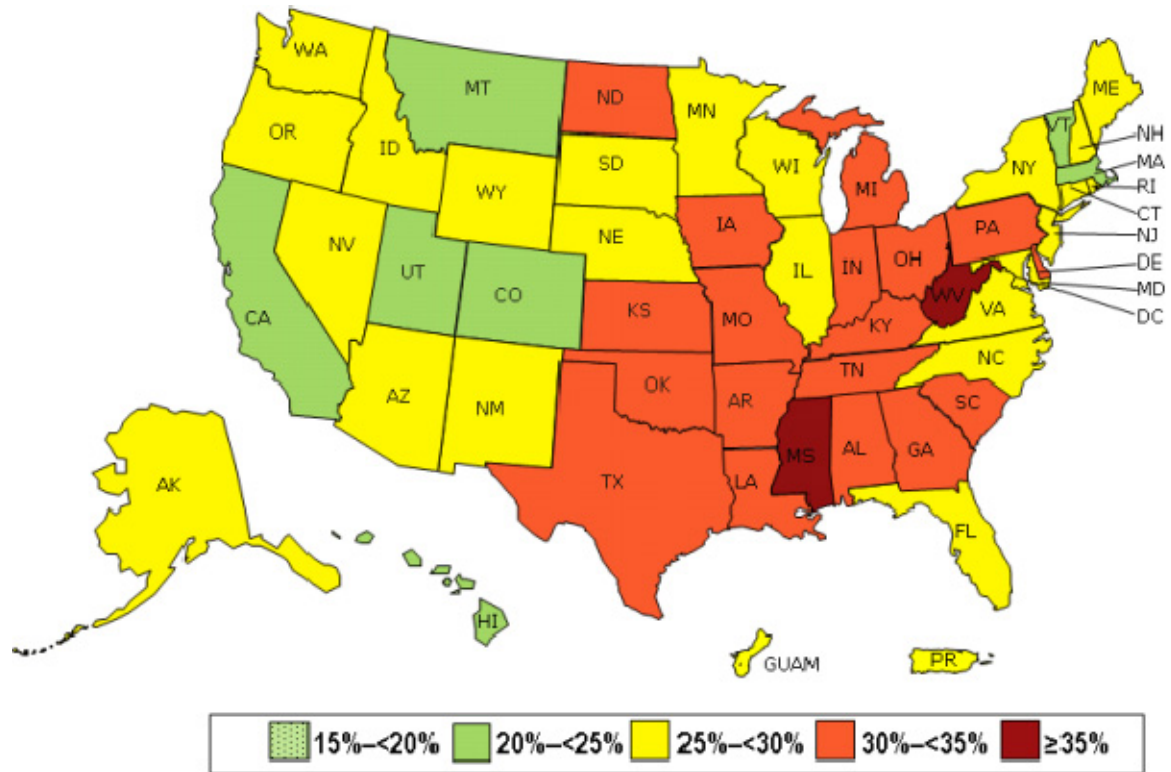 WA
MT
ND
MN
ME
OR
ID
SD
WI
NY
VT
NH
MA
WY
MI
RI
CT
NV
NE
IA
PA
NJ
UT
CO
IL
IN
OH
DE
MD
DC
CA
KS
MO
WV
VA
KY
NC
AZ
NM
OK
AR
TN
SC
TX
LA
MS
AL
GA
FL
AK
HI
GUAM
PR
15%–<20% 20%–<25% 25%–<30% 30%–<35% ≥35%